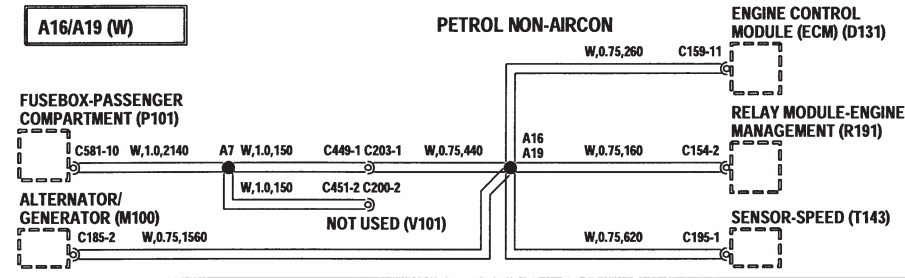 A16/A19 (W)
PETROL NON-AIRCON
ENGINE CONTROL
MODULE (ECM) (D131)
W,0.75,260 C159-11
FUSEBOX-PASSENGER
COMPARTMENT (P101)
RELAY MODULE-ENGINE
MANAGEMENT (R191)
C581-10 W,1.0,2140 A7 W,1.0,150 C449-1 C203-1 W,0.75,440
A16
A19
W,0.75,160 C154-2
W,1.0,150 C451-2 C200-2
NOT USED (V101)
ALTERNATOR/
GENERATOR (M100)
C185-2 W,0.75,1560
SENSOR-SPEED (T143)
W,0.75,620 C195-1